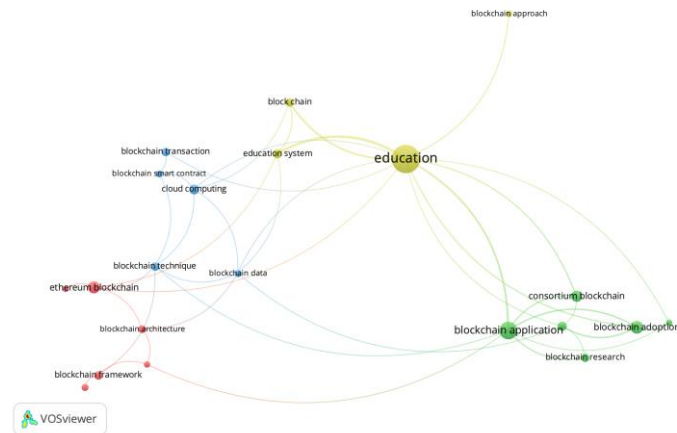 blockchain approach
block chain
blockchain transaction
education system
education
blockchain smart contract
cloud computing
blockchain technique
blockchain data
ethereum blockchain
consortium blockchain
blockchain architecture
blockchain application
blockchain adoption
blockchain research
blockchain framework
VOSviewer